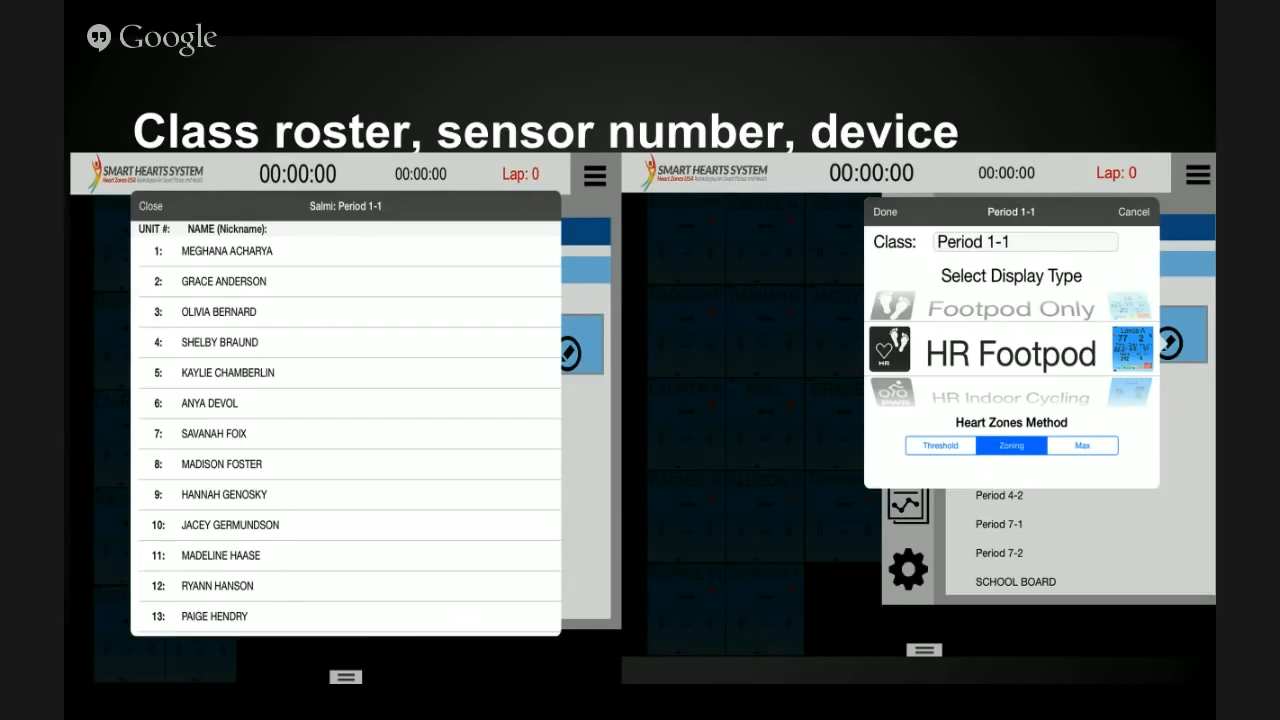 Google
Class roster, sensor number, device
SMART HEARTS SYSTEM
00:00:00
00:00:00
Lap: 0
Close
Salmi: Period 1-1
UNIT #: NAME (Nickname):
1: MEGHANA ACHARYA
2: GRACE ANDERSON
3: OLIVIA BERNARD
4: SHELBY BRAUND
5: KAYLIE CHAMBERLIN
6: ANYA DEVOL
7: SAVANAH FOIX
8: MADISON FOSTER
9: HANNAH GENOSKY
10: JACEY GERMUNDSON
11: MADELINE HAASE
12: RYANN HANSON
13: PAIGE HENDRY
SMART HEARTS SYSTEM
00:00:00
00:00:00
Lap: 0
Done
Period 1-1
Cancel
Class: Period 1-1
Select Display Type
Footpod Only
HR Footpod
HR
HR Indoor Cycling
PWR
Heart Zones Method
Threshold
Zoning
Max
Period 4-2
Period 7-1
Period 7-2
SCHOOL BOARD